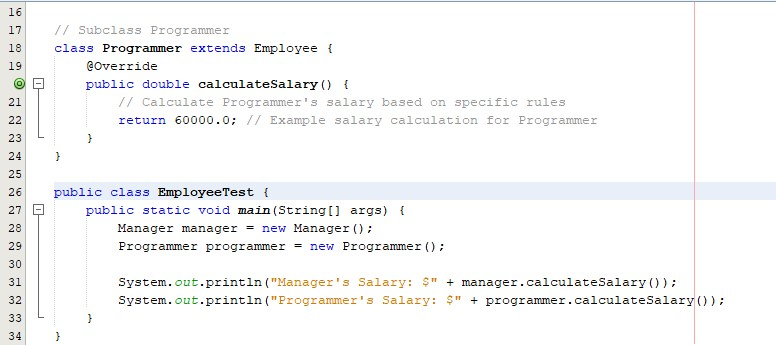 16
17 // Subclass Programmer
18 class Programmer extends Employee {
19     @Override
    public double calculateSalary() {
21         // Calculate Programmer's salary based on specific rules
22         return 60000.0; // Example salary calculation for Programmer
23     }
24 }
25
26 public class EmployeeTest {
27     public static void main(String[] args) {
28         Manager manager = new Manager();
29         Programmer programmer = new Programmer();
30
31         System.out.println("Manager's Salary: $" + manager.calculateSalary());
32         System.out.println("Programmer's Salary: $" + programmer.calculateSalary());
33     }
34 }